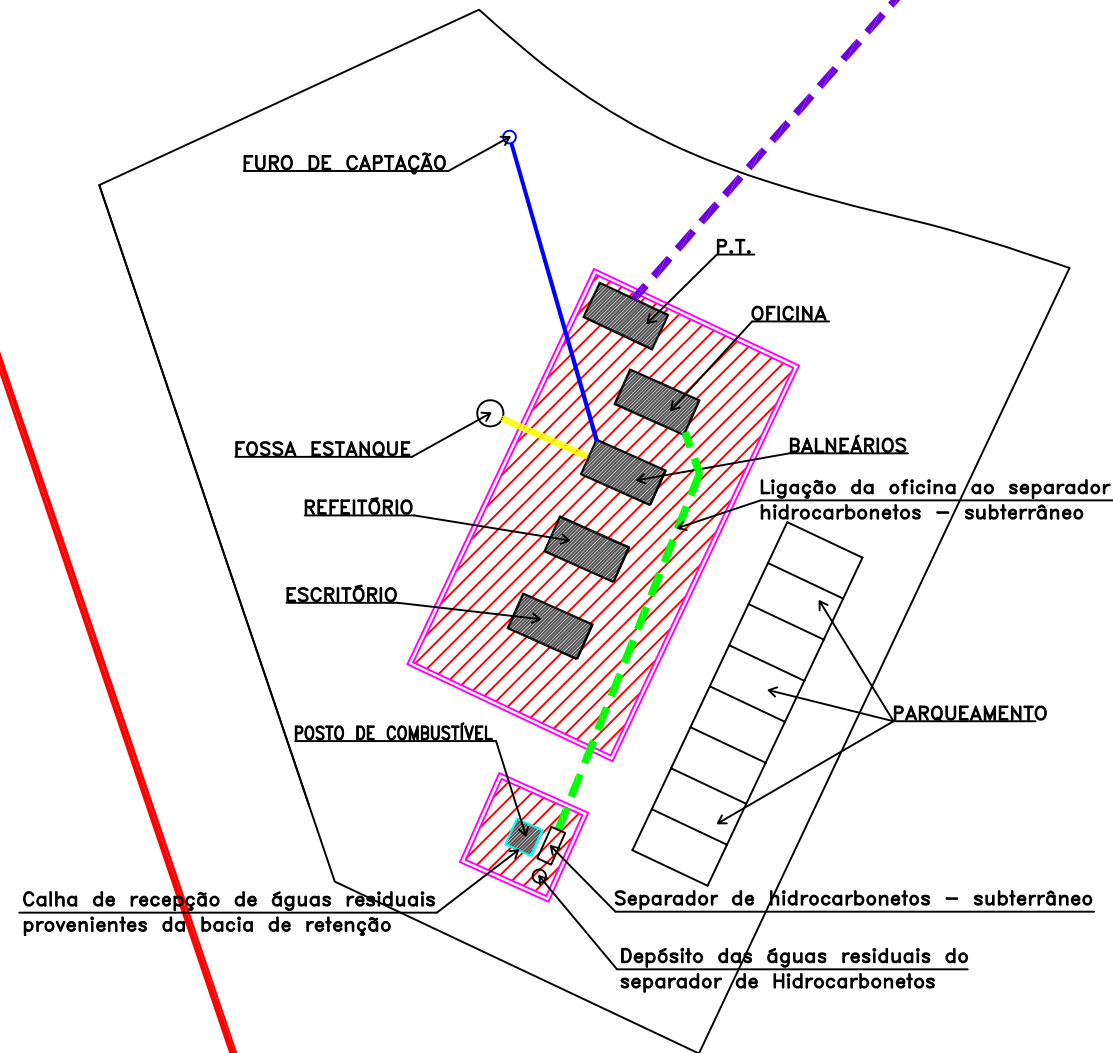 FURO DE CAPTAÇÃO
P.T.
OFICINA
FOSSA ESTANQUE
BALNEÁRIOS
Ligação da oficina ao separador
hidrocarbonetos – subterrâneo
REFEITÓRIO
ESCRITÓRIO
PARQUEAMENTO
POSTO DE COMBUSTÍVEL
Calha de recepção de águas residuais
provenientes da bacia de retenção
Separador de hidrocarbonetos – subterrâneo
Depósito das águas residuais do
separador de Hidrocarbonetos